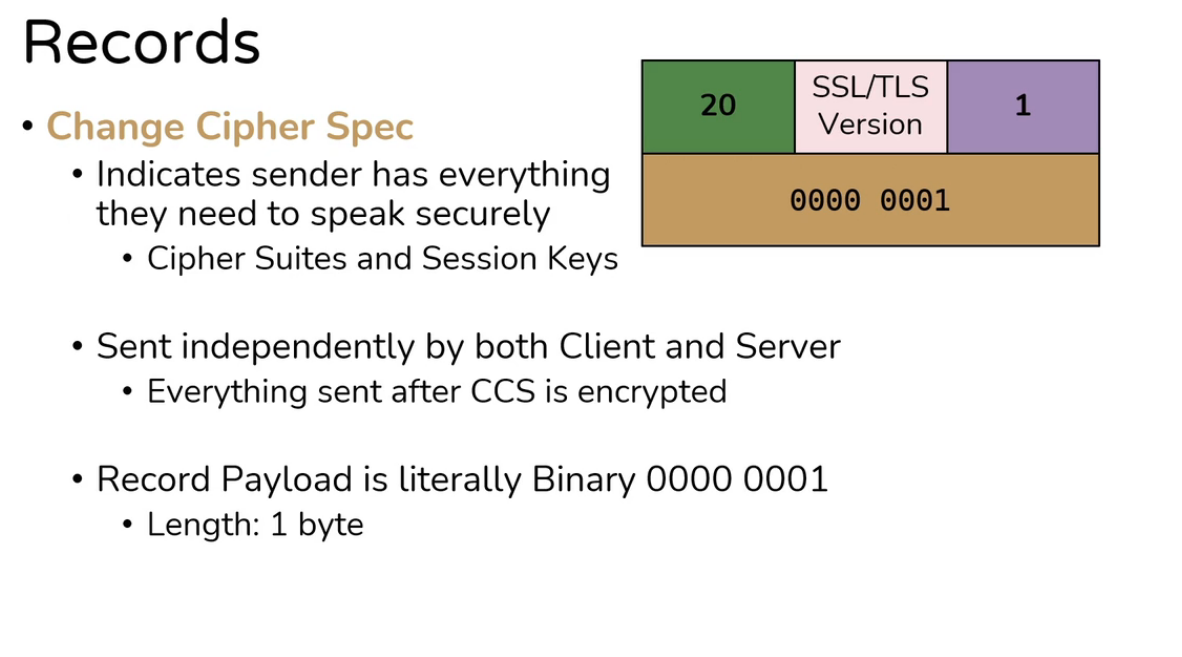 Records
• Change Cipher Spec
• Indicates sender has everything
they need to speak securely
• Cipher Suites and Session Keys
• Sent independently by both Client and Server
• Everything sent after CCS is encrypted
• Record Payload is literally Binary 0000 0001
• Length: 1 byte
20
SSL/TLS
Version
1
0000 0001